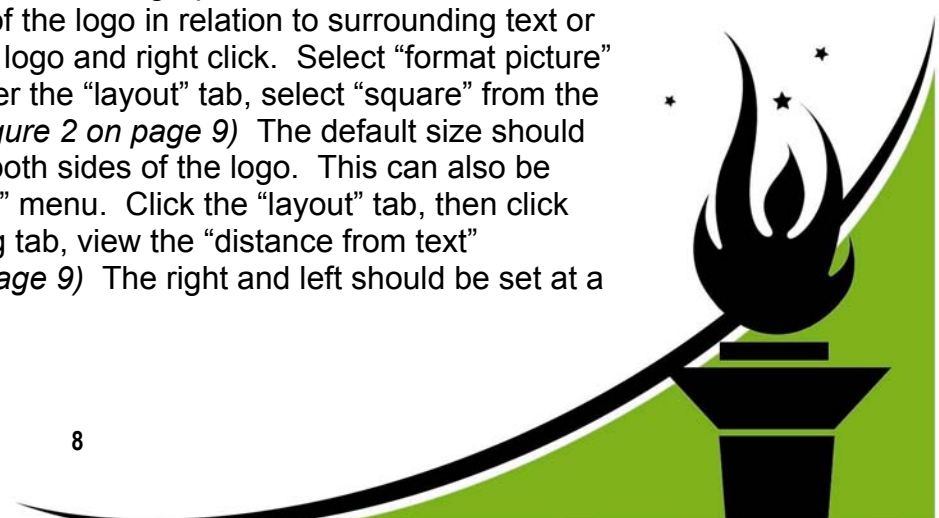 of the logo in relation to surrounding text or
logo and right click.  Select “format picture”
er the “layout” tab, select “square” from the
gure 2 on page 9)  The default size should
both sides of the logo.  This can also be
” menu.  Click the “layout” tab, then click
g tab, view the “distance from text”
age 9)  The right and left should be set at a
8